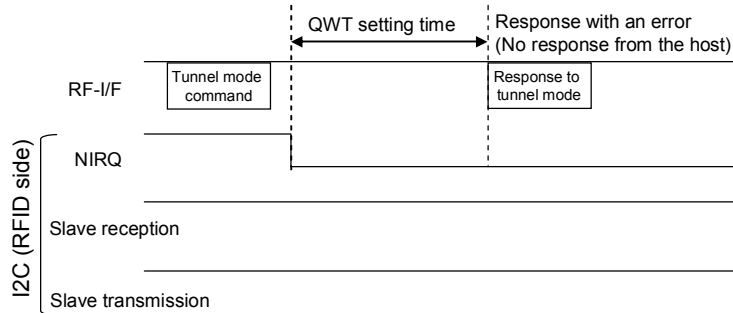 QWT setting time
Response with an error
(No response from the host)
RF-I/F
Tunnel mode
command
Response to
tunnel mode
NIRQ
I2C (RFID side)
Slave reception
Slave transmission